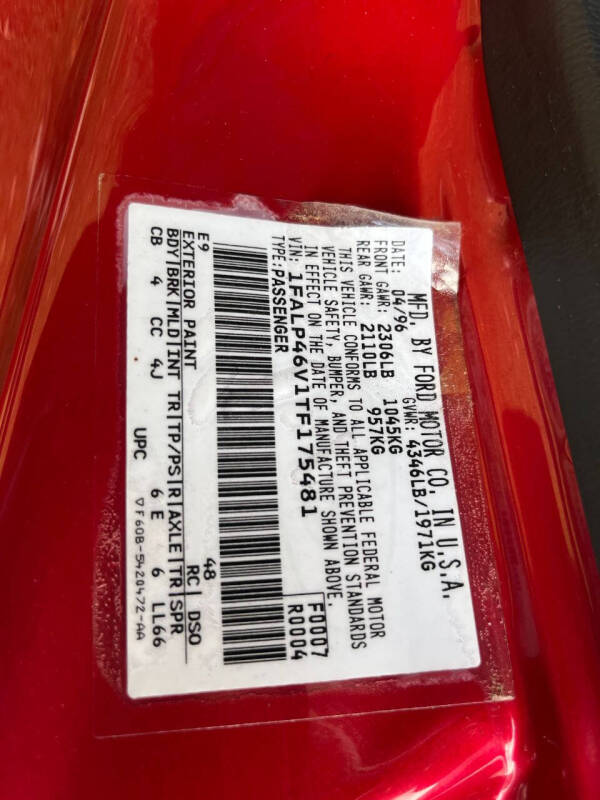 MFD. BY FORD MOTOR CO. IN U.S.A.
DATE: 04/96 GVWR: 4346LB/1971KG
FRONT GAWR: 2306LB 1045KG
REAR GAWR: 2110LB 957KG
THIS VEHICLE CONFORMS TO ALL APPLICABLE FEDERAL MOTOR
VEHICLE SAFETY, BUMPER, AND THEFT PREVENTION STANDARDS
IN EFFECT ON THE DATE OF MANUFACTURE SHOWN ABOVE.
VIN: 1FALP46V1TF175481 F0007
TYPE:PASSENGER R0004
E9 48
EXTERIOR PAINT RC| DSO
BDY|BRK|MLD|INT TR|TP/PS|R|AXLE|TR|SPR
CB 4 CC 4J 6 E 6 LL66
UPC ▽F60B-5420472-AA